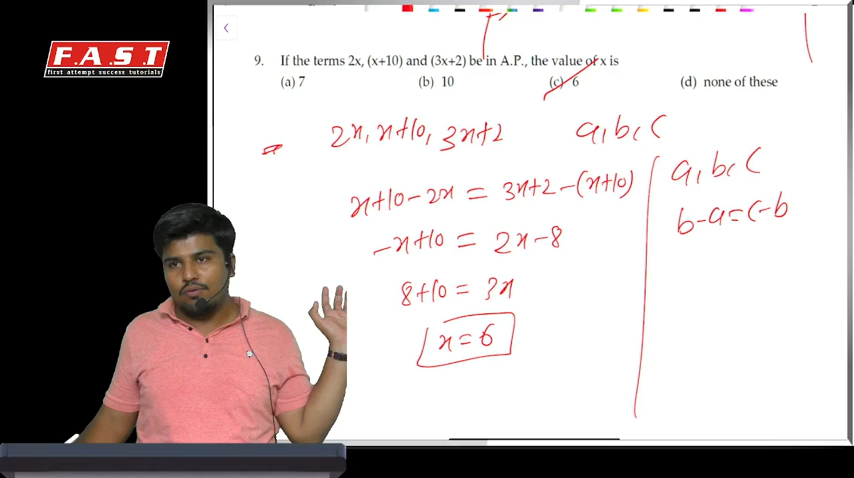 F.A.S.T
first attempt success tutorials
9. If the terms 2x, (x+10) and (3x+2) be in A.P., the value of x is
(a) 7 (b) 10 (c) 6 (d) none of these
2x, x+10, 3x+2 a, b, c
x+10-2x = 3x+2-(x+10)
-x+10 = 2x-8
8+10 = 3x
x=6
a, b, c
b-a=c-b